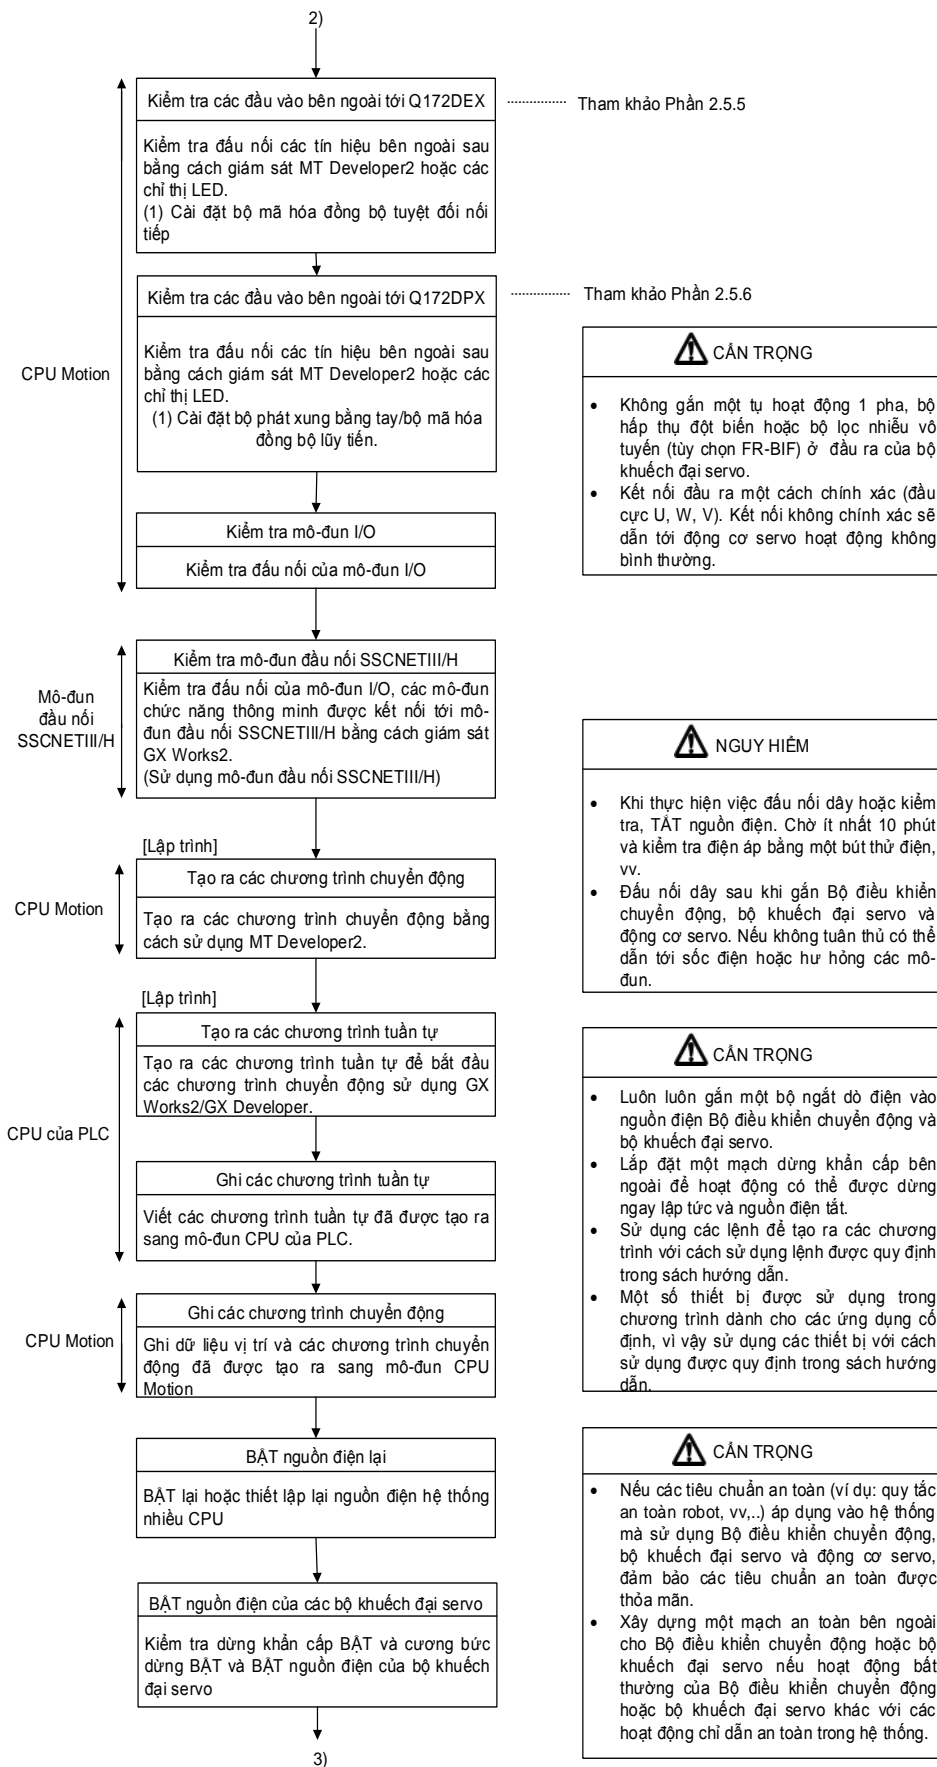 2)
Kiểm tra các đầu vào bên ngoài tới Q172DEX
Tham khảo Phần 2.5.5
Kiểm tra đấu nối các tín hiệu bên ngoài sau
bằng cách giám sát MT Developer2 hoặc các
chỉ thị LED.
(1) Cài đặt bộ mã hóa đồng bộ tuyệt đối nối
tiếp
Kiểm tra các đầu vào bên ngoài tới Q172DPX
Tham khảo Phần 2.5.6
Kiểm tra đấu nối các tín hiệu bên ngoài sau
bằng cách giám sát MT Developer2 hoặc các
chỉ thị LED.
(1) Cài đặt bộ phát xung bằng tay/bộ mã hóa
đồng bộ lũy tiến.
CPU Motion
Kiểm tra mô-đun I/O
Kiểm tra đấu nối của mô-đun I/O
CẨN TRỌNG
• Không gắn một tụ hoạt động 1 pha, bộ
hấp thụ đột biến hoặc bộ lọc nhiễu vô
tuyến (tùy chọn FR-BIF) ở đầu ra của bộ
khuếch đại servo.
• Kết nối đầu ra một cách chính xác (đầu
cực U, W, V). Kết nối không chính xác sẽ
dẫn tới động cơ servo hoạt động không
bình thường.
Mô-đun
đầu nối
SSCNETIII/H
Kiểm tra mô-đun đầu nối SSCNETIII/H
Kiểm tra đấu nối của mô-đun I/O, các mô-đun
chức năng thông minh được kết nối tới mô-
đun đầu nối SSCNETIII/H bằng cách giám sát
GX Works2.
(Sử dụng mô-đun đầu nối SSCNETIII/H)
NGUY HIỂM
• Khi thực hiện việc đấu nối dây hoặc kiểm
tra, TẮT nguồn điện. Chờ ít nhất 10 phút
và kiểm tra điện áp bằng một bút thử điện,
vv.
• Đấu nối dây sau khi gắn Bộ điều khiển
chuyển động, bộ khuếch đại servo và
động cơ servo. Nếu không tuân thủ có thể
dẫn tới sốc điện hoặc hư hỏng các mô-
đun.
[Lập trình]
CPU Motion
Tạo ra các chương trình chuyển động
Tạo ra các chương trình chuyển động bằng
cách sử dụng MT Developer2.
[Lập trình]
CPU của PLC
Tạo ra các chương trình tuần tự
Tạo ra các chương trình tuần tự để bắt đầu
các chương trình chuyển động sử dụng GX
Works2/GX Developer.
Ghi các chương trình tuần tự
Viết các chương trình tuần tự đã được tạo ra
sang mô-đun CPU của PLC.
CẨN TRỌNG
• Luôn luôn gắn một bộ ngắt dò điện vào
nguồn điện Bộ điều khiển chuyển động và
bộ khuếch đại servo.
• Lắp đặt một mạch dừng khẩn cấp bên
ngoài để hoạt động có thể được dừng
ngay lập tức và nguồn điện tắt.
• Sử dụng các lệnh để tạo ra các chương
trình với cách sử dụng lệnh được quy định
trong sách hướng dẫn.
• Một số thiết bị được sử dụng trong
chương trình dành cho các ứng dụng cố
định, vì vậy sử dụng các thiết bị với cách
sử dụng được quy định trong sách hướng
dẫn.
CPU Motion
Ghi các chương trình chuyển động
Ghi dữ liệu vị trí và các chương trình chuyển
động đã được tạo ra sang mô-đun CPU
Motion
BẬT nguồn điện lại
BẬT lại hoặc thiết lập lại nguồn điện hệ thống
nhiều CPU
BẬT nguồn điện của các bộ khuếch đại servo
Kiểm tra dừng khẩn cấp BẬT và cương bức
dừng BẬT và BẬT nguồn điện của bộ khuếch
đại servo
CẨN TRỌNG
• Nếu các tiêu chuẩn an toàn (ví dụ: quy tắc
an toàn robot, vv,..) áp dụng vào hệ thống
mà sử dụng Bộ điều khiển chuyển động,
bộ khuếch đại servo và động cơ servo,
đảm bảo các tiêu chuẩn an toàn được
thỏa mãn.
• Xây dựng một mạch an toàn bên ngoài
cho Bộ điều khiển chuyển động hoặc bộ
khuếch đại servo nếu hoạt động bất
thường của Bộ điều khiển chuyển động
hoặc bộ khuếch đại servo khác với các
hoạt động chỉ dẫn an toàn trong hệ thống.
3)